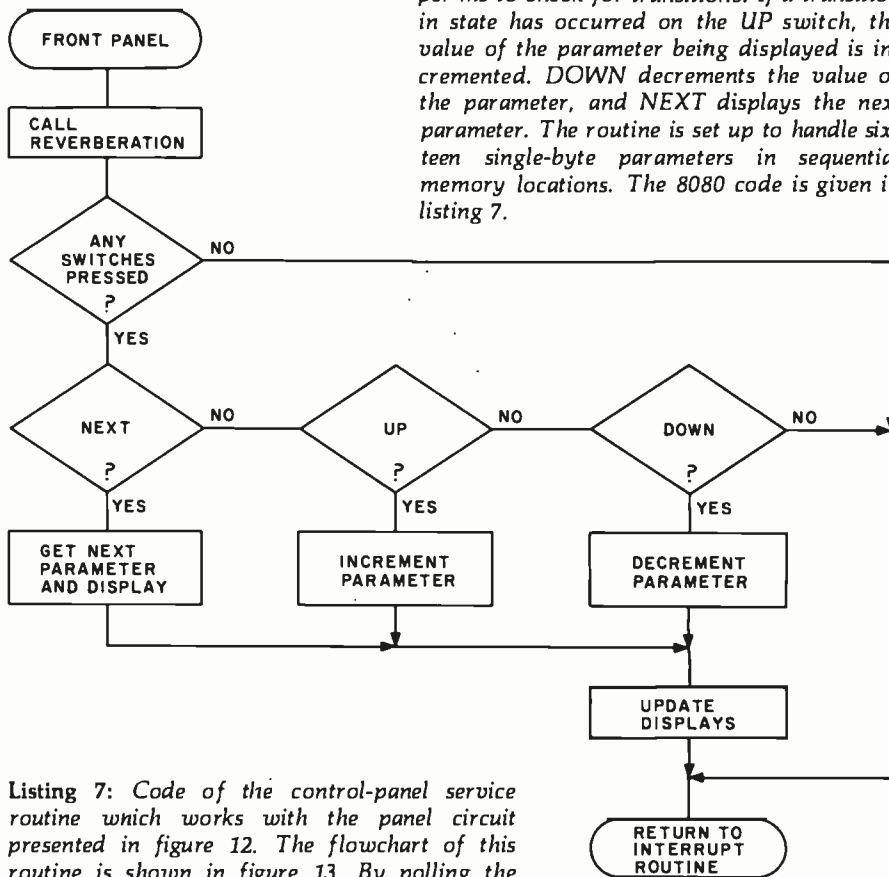 in state has occurred on the UP switch, th
value of the parameter being displayed is in
cremented. DOWN decrements the value o
the parameter, and NEXT displays the nex
parameter. The routine is set up to handle six
teen single-byte parameters in sequentia
memory locations. The 8080 code is given i
listing 7.
FRONT PANEL
CALL
REVERBERATION
ANY
SWITCHES
PRESSED
?
NO
YES
NEXT
?
NO
YES
UP
?
NO
YES
DOWN
?
NO
YES
GET NEXT
PARAMETER
AND DISPLAY
INCREMENT
PARAMETER
DECREMENT
PARAMETER
UPDATE
DISPLAYS
RETURN TO
INTERRUPT
ROUTINE
Listing 7: Code of the control-panel service
routine which works with the panel circuit
presented in figure 12. The flowchart of this
routine is shown in figure 13. By polling the